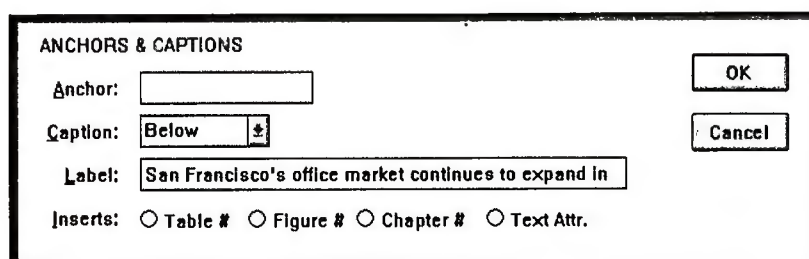 ANCHORS & CAPTIONS
OK
Anchor:
Caption: Below
Cancel
Label: San Francisco's office market continues to expand in
Inserts: Table # Figure # Chapter # Text Attr.